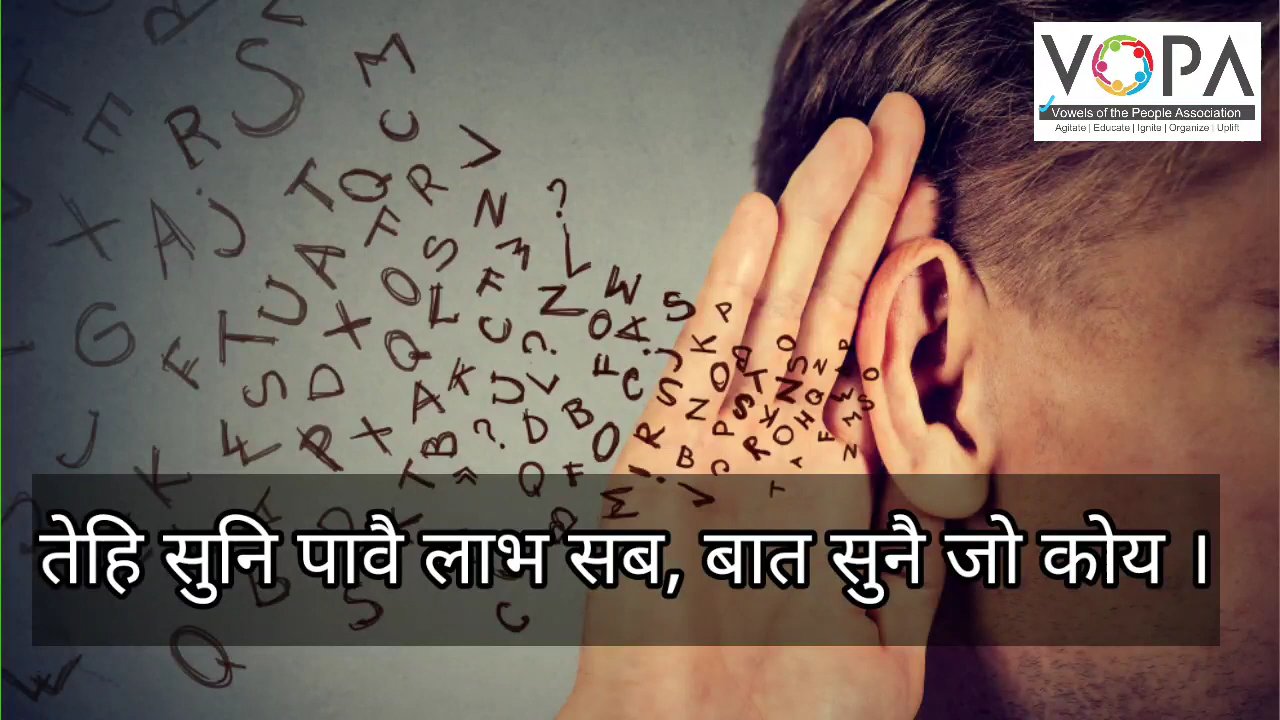 VOPA
Vowels of the People Association
Agitate | Educate | Ignite | Organize | Uplift
तेहि सुनि पावै लाभ सब, बात सुनै जो कोय ।